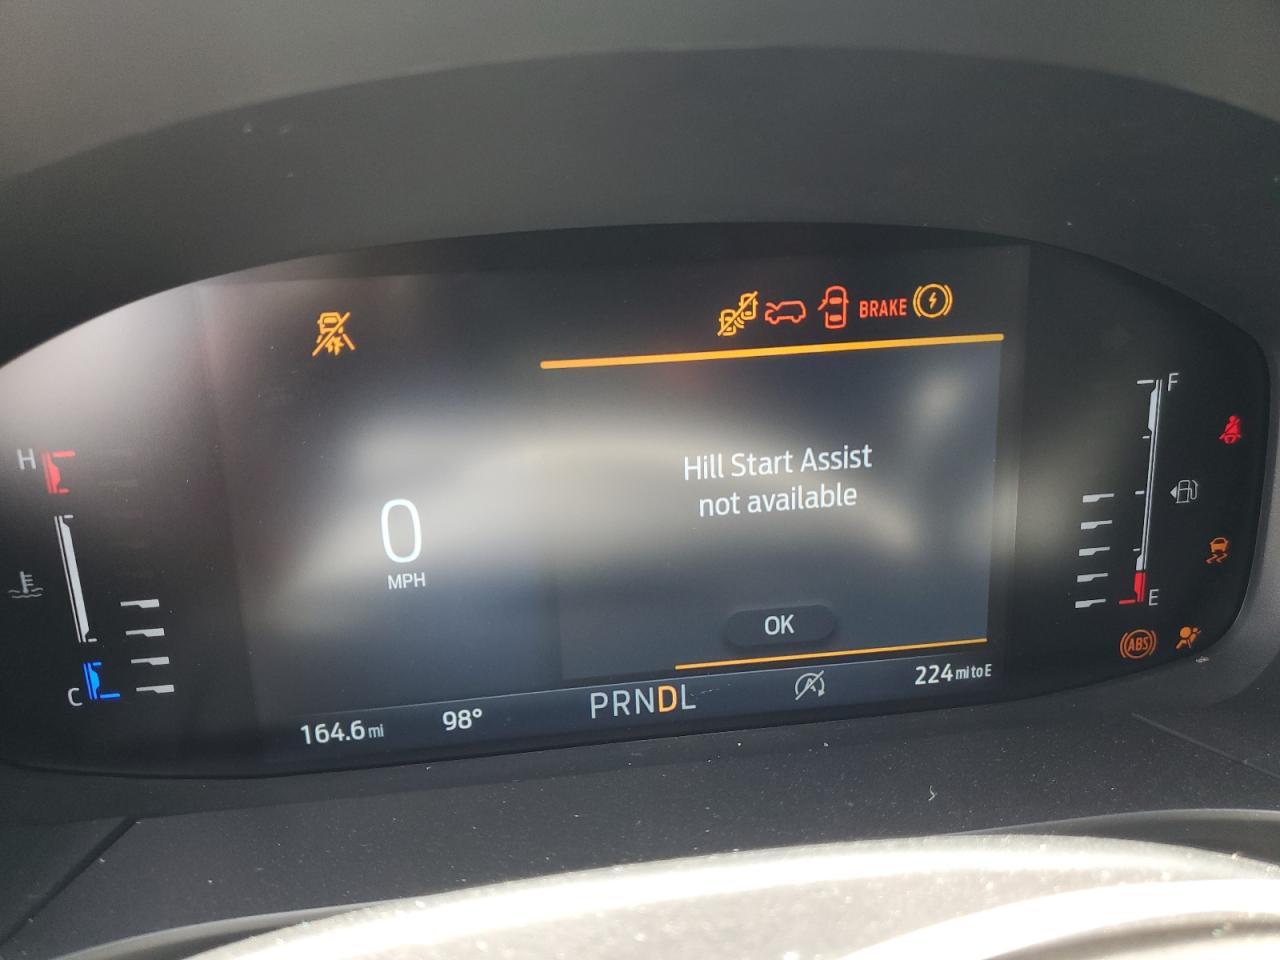 BRAKE
H
F
Hill Start Assist
not available
0
MPH
OK
E
ABS
C
164.6 mi
98°
PRNDL
A
224 mi to E